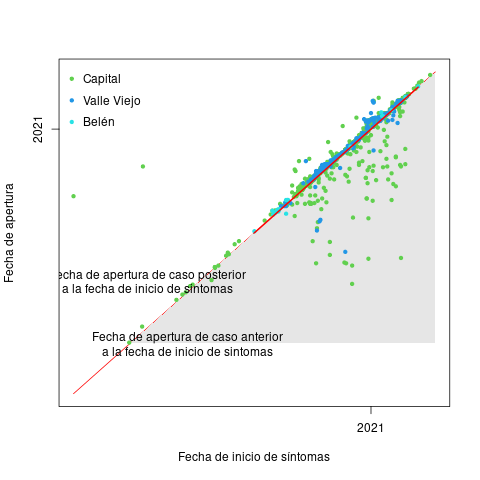 Capital
Valle Viejo
Belén
2021
Fecha de apertura
echa de apertura de caso posterior
a la fecha de inicio de síntomas
Fecha de apertura de caso anterior
a la fecha de inicio de síntomas
2021
Fecha de inicio de síntomas